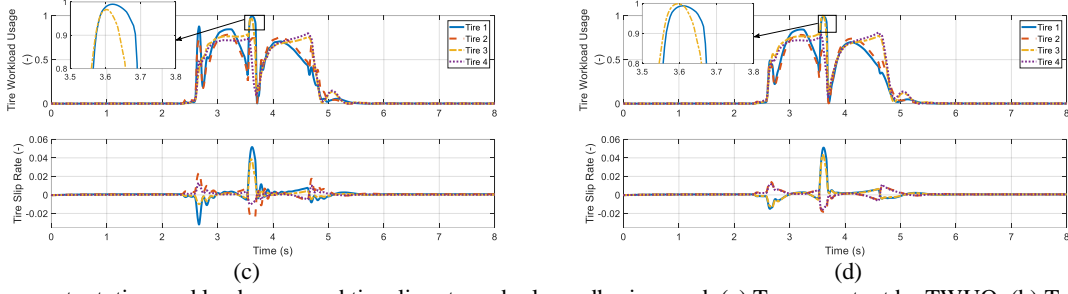 1
0.9
0.8
3.5 3.6 3.7 3.8
Tire Workload Usage
(-)
1
0.5
0
Tire 1
Tire 2
Tire 3
Tire 4
0 1 2 3 4 5 6 7 8
Tire Slip Rate (-)
0.06
0.04
0.02
0
-0.02
0 1 2 3 4 5 6 7 8
Time (s)
(c)
1
0.9
0.8
3.5 3.6 3.7 3.8
Tire Workload Usage
(-)
1
0.5
0
Tire 1
Tire 2
Tire 3
Tire 4
0 1 2 3 4 5 6 7 8
Tire Slip Rate (-)
0.06
0.04
0.02
0
-0.02
0 1 2 3 4 5 6 7 8
Time (s)
(d)